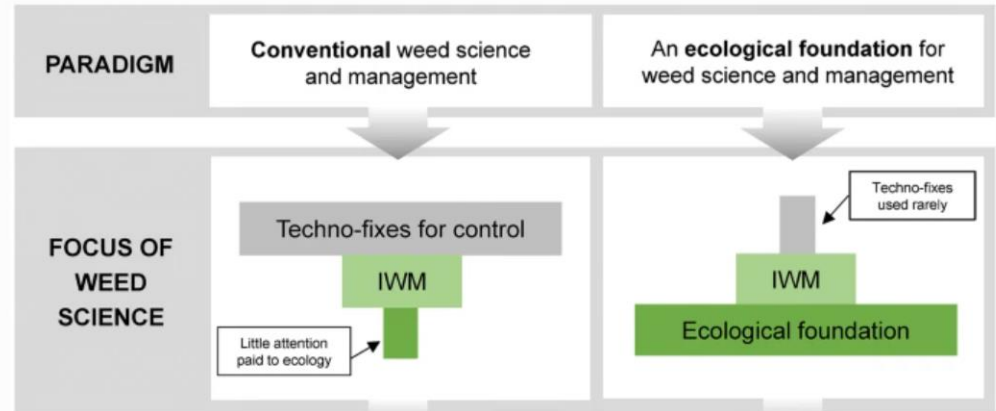 PARADIGM
Conventional weed science
and management
An ecological foundation for
weed science and management
FOCUS OF
WEED
SCIENCE
Techno-fixes for control
IWM
Little attention
paid to ecology
Techno-fixes
used rarely
IWM
Ecological foundation